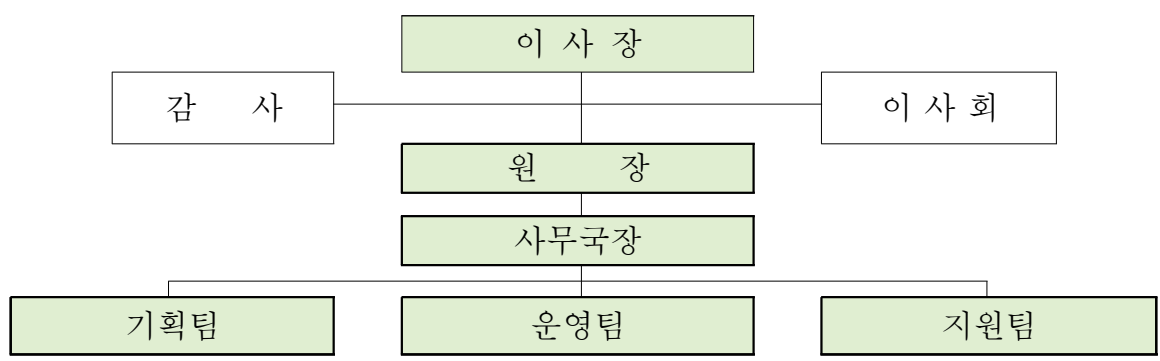 이 사 장
감 사
이 사 회
원 장
사무국장
기획팀
운영팀
지원팀